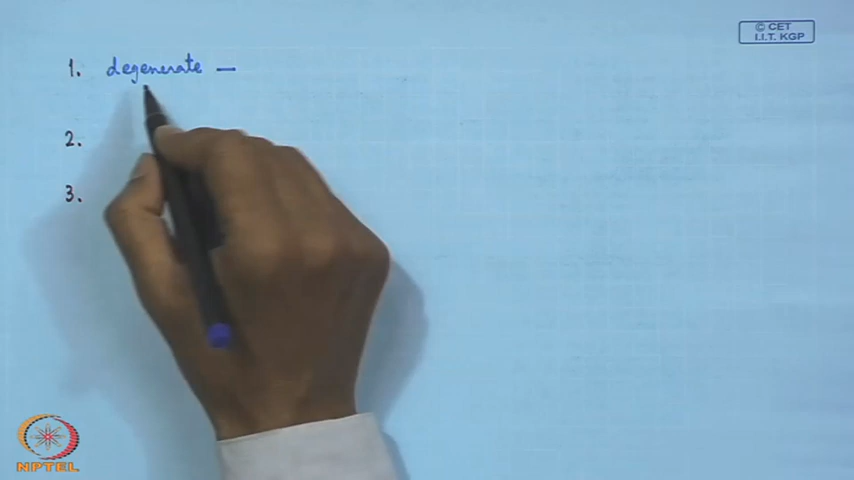 © CET
I.I.T. KGP
1. degenerate —
2.
3.
NPTEL